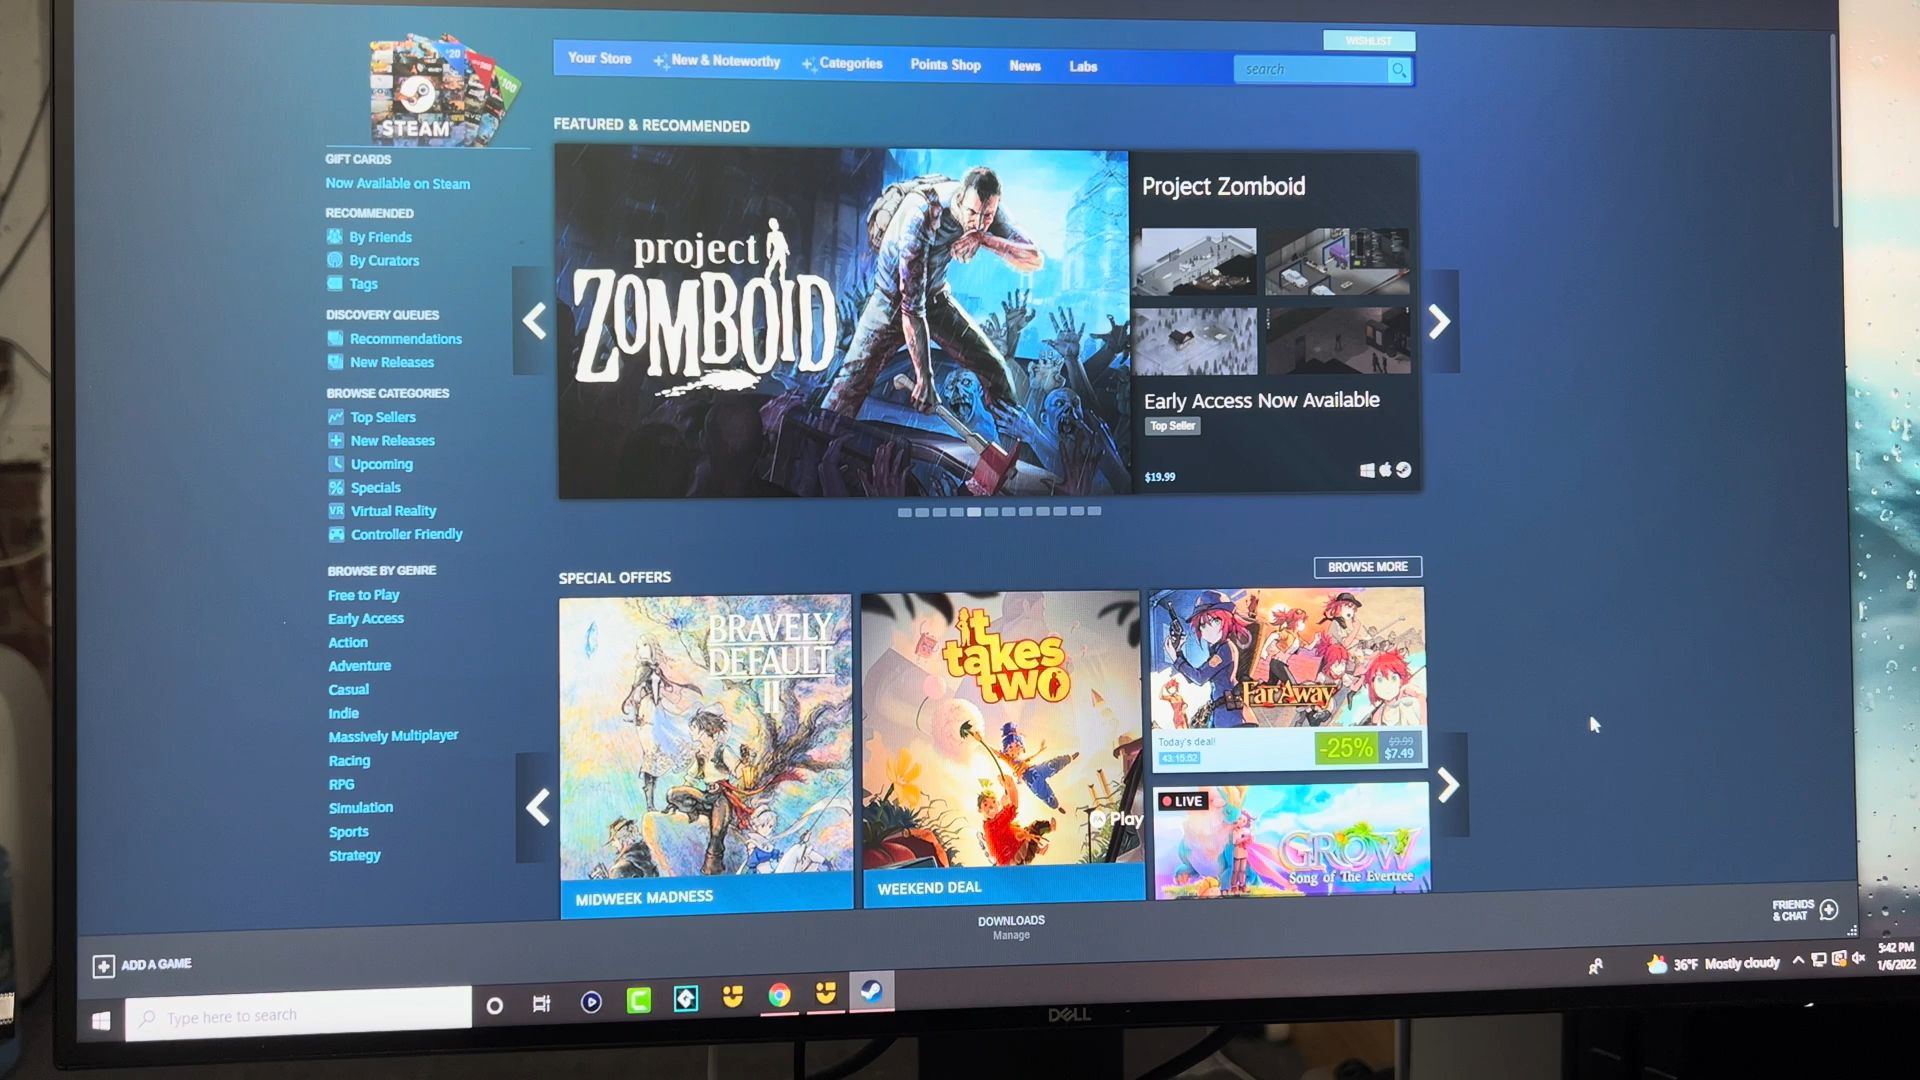 WISHLIST
Your Store
New & Noteworthy
Categories
Points Shop
News
Labs
search
STEAM
$20
100
GIFT CARDS
Now Available on Steam
RECOMMENDED
By Friends
By Curators
Tags
DISCOVERY QUEUES
Recommendations
New Releases
BROWSE CATEGORIES
Top Sellers
New Releases
Upcoming
% Specials
VR Virtual Reality
Controller Friendly
BROWSE BY GENRE
Free to Play
Early Access
Action
Adventure
Casual
Indie
Massively Multiplayer
Racing
RPG
Simulation
Sports
Strategy
FEATURED & RECOMMENDED
project
ZOMBOID
Project Zomboid
Early Access Now Available
Top Seller
$19.99
SPECIAL OFFERS
BROWSE MORE
BRAVELY
DEFAULT
II
MIDWEEK MADNESS
it
takes
two
Play
WEEKEND DEAL
FarAway
Today's deal!
43:15:52
-25%
$9.99
$7.49
LIVE
GROW
Song of The Evertree
ADD A GAME
DOWNLOADS
Manage
FRIENDS
& CHAT
Type here to search
36°F Mostly cloudy
5:42 PM
1/6/2022
DELL